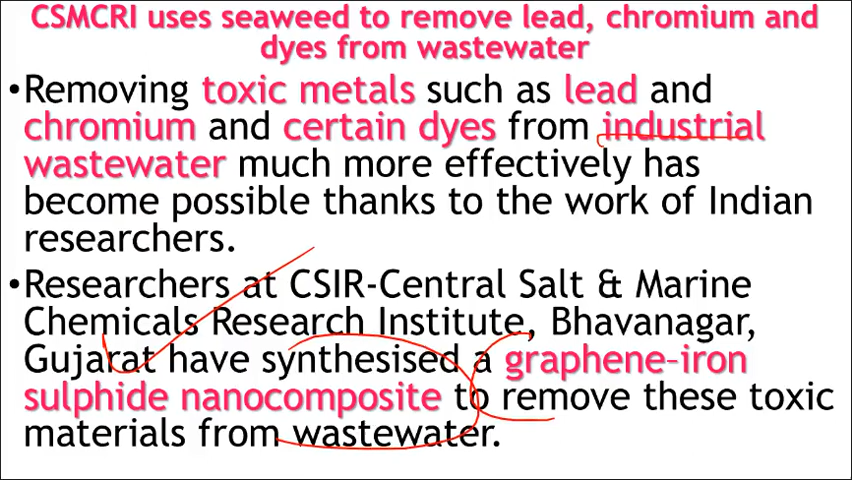 CSMCRI uses seaweed to remove lead, chromium and
dyes from wastewater
•Removing toxic metals such as lead and
chromium and certain dyes from industrial
wastewater much more effectively has
become possible thanks to the work of Indian
researchers.
•Researchers at CSIR-Central Salt & Marine
Chemicals Research Institute, Bhavanagar,
Gujarat have synthesised a graphene–iron
sulphide nanocomposite to remove these toxic
materials from wastewater.